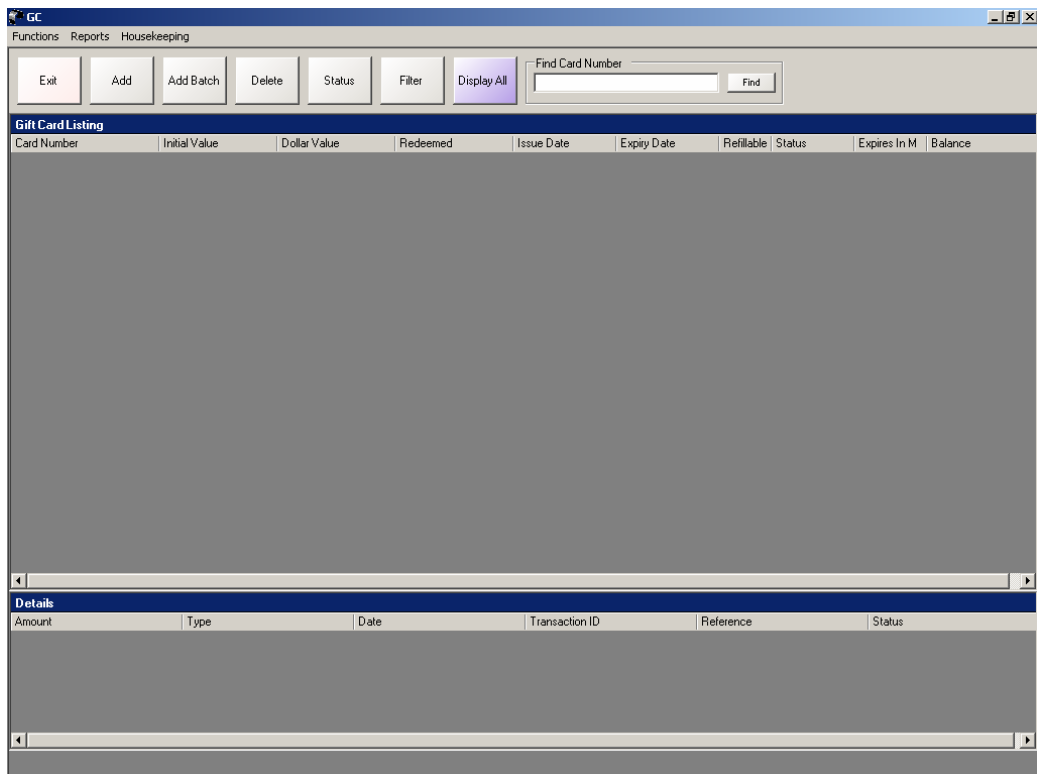 GC
Functions Reports Housekeeping
Exit Add Add Batch Delete Status Filter Display All Find Card Number Find
Gift Card Listing
Card Number Initial Value Dollar Value Redeemed Issue Date Expiry Date Refillable Status Expires In M Balance
Details
Amount Type Date Transaction ID Reference Status